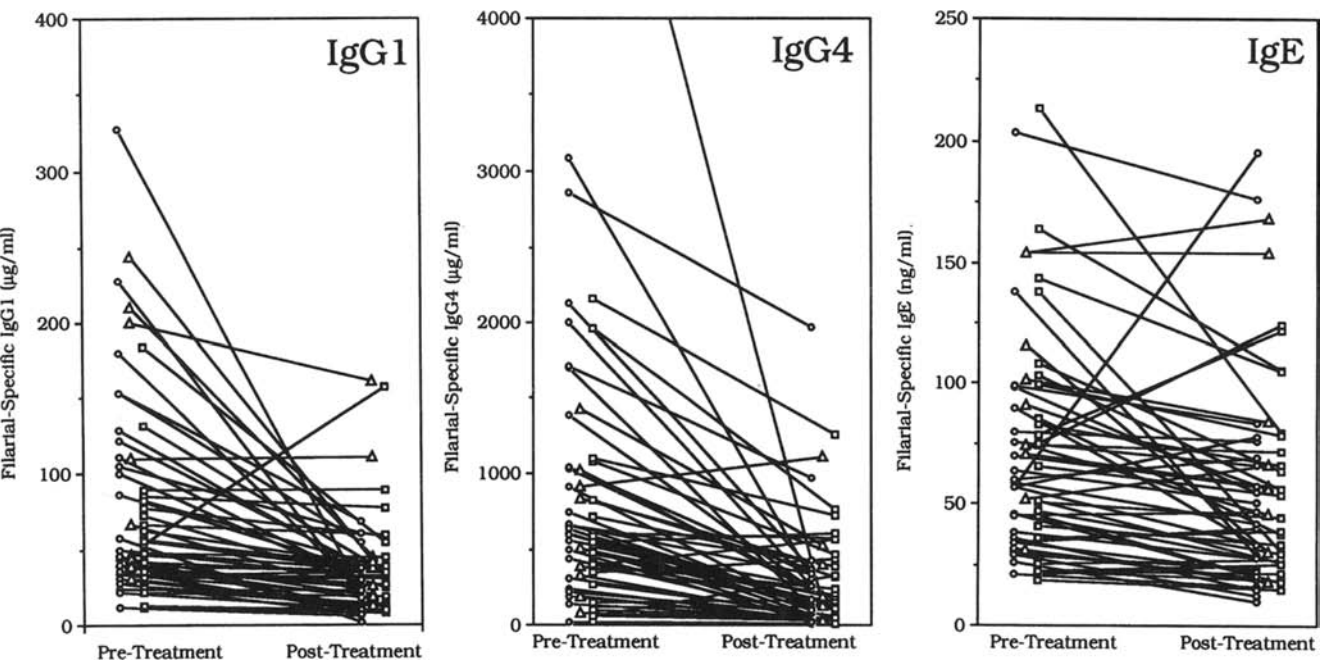 IgG1
Filarial-Specific IgG1 (µg/ml)
400
300
200
100
0
Pre-Treatment Post-Treatment
IgG4
Filarial-Specific IgG4 (µg/ml)
4000
3000
2000
1000
0
Pre-Treatment Post-Treatment
IgE
Filarial-Specific IgE (ng/ml).
250
200
150
100
50
0
Pre-Treatment Post-Treatment